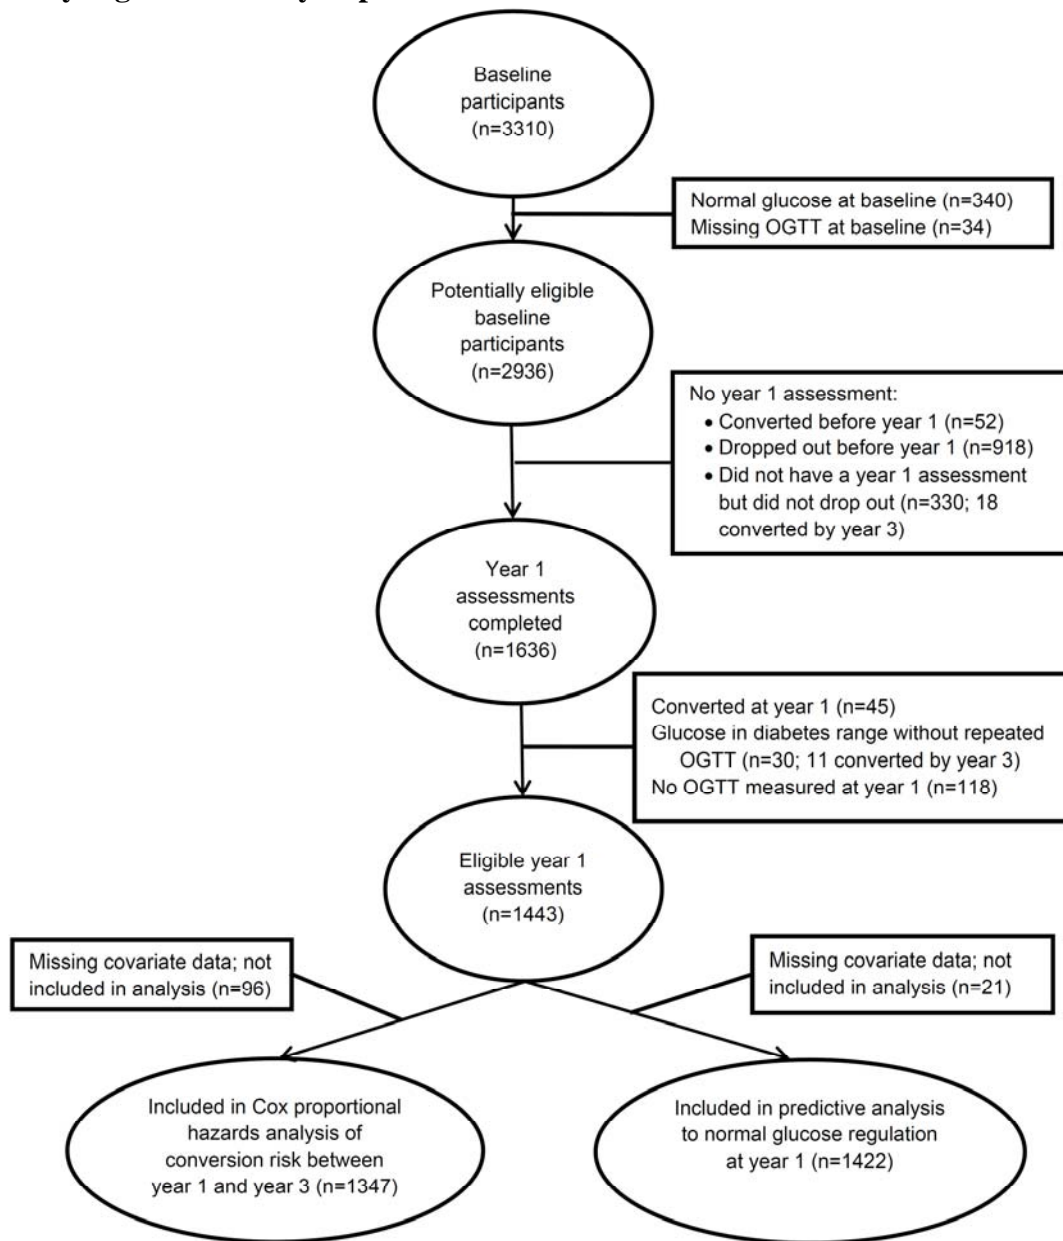 Baseline
participants
(n=3310)
Normal glucose at baseline (n=340)
Missing OGTT at baseline (n=34)
Potentially eligible
baseline
participants
(n=2936)
No year 1 assessment:
• Converted before year 1 (n=52)
• Dropped out before year 1 (n=918)
• Did not have a year 1 assessment
but did not drop out (n=330; 18
converted by year 3)
Year 1
assessments
completed
(n=1636)
Converted at year 1 (n=45)
Glucose in diabetes range without repeated
OGTT (n=30; 11 converted by year 3)
No OGTT measured at year 1 (n=118)
Eligible year 1
assessments
(n=1443)
Missing covariate data; not
included in analysis (n=96)
Missing covariate data; not
included in analysis (n=21)
Included in Cox proportional
hazards analysis of
conversion risk between
year 1 and year 3 (n=1347)
Included in predictive analysis
to normal glucose regulation
at year 1 (n=1422)